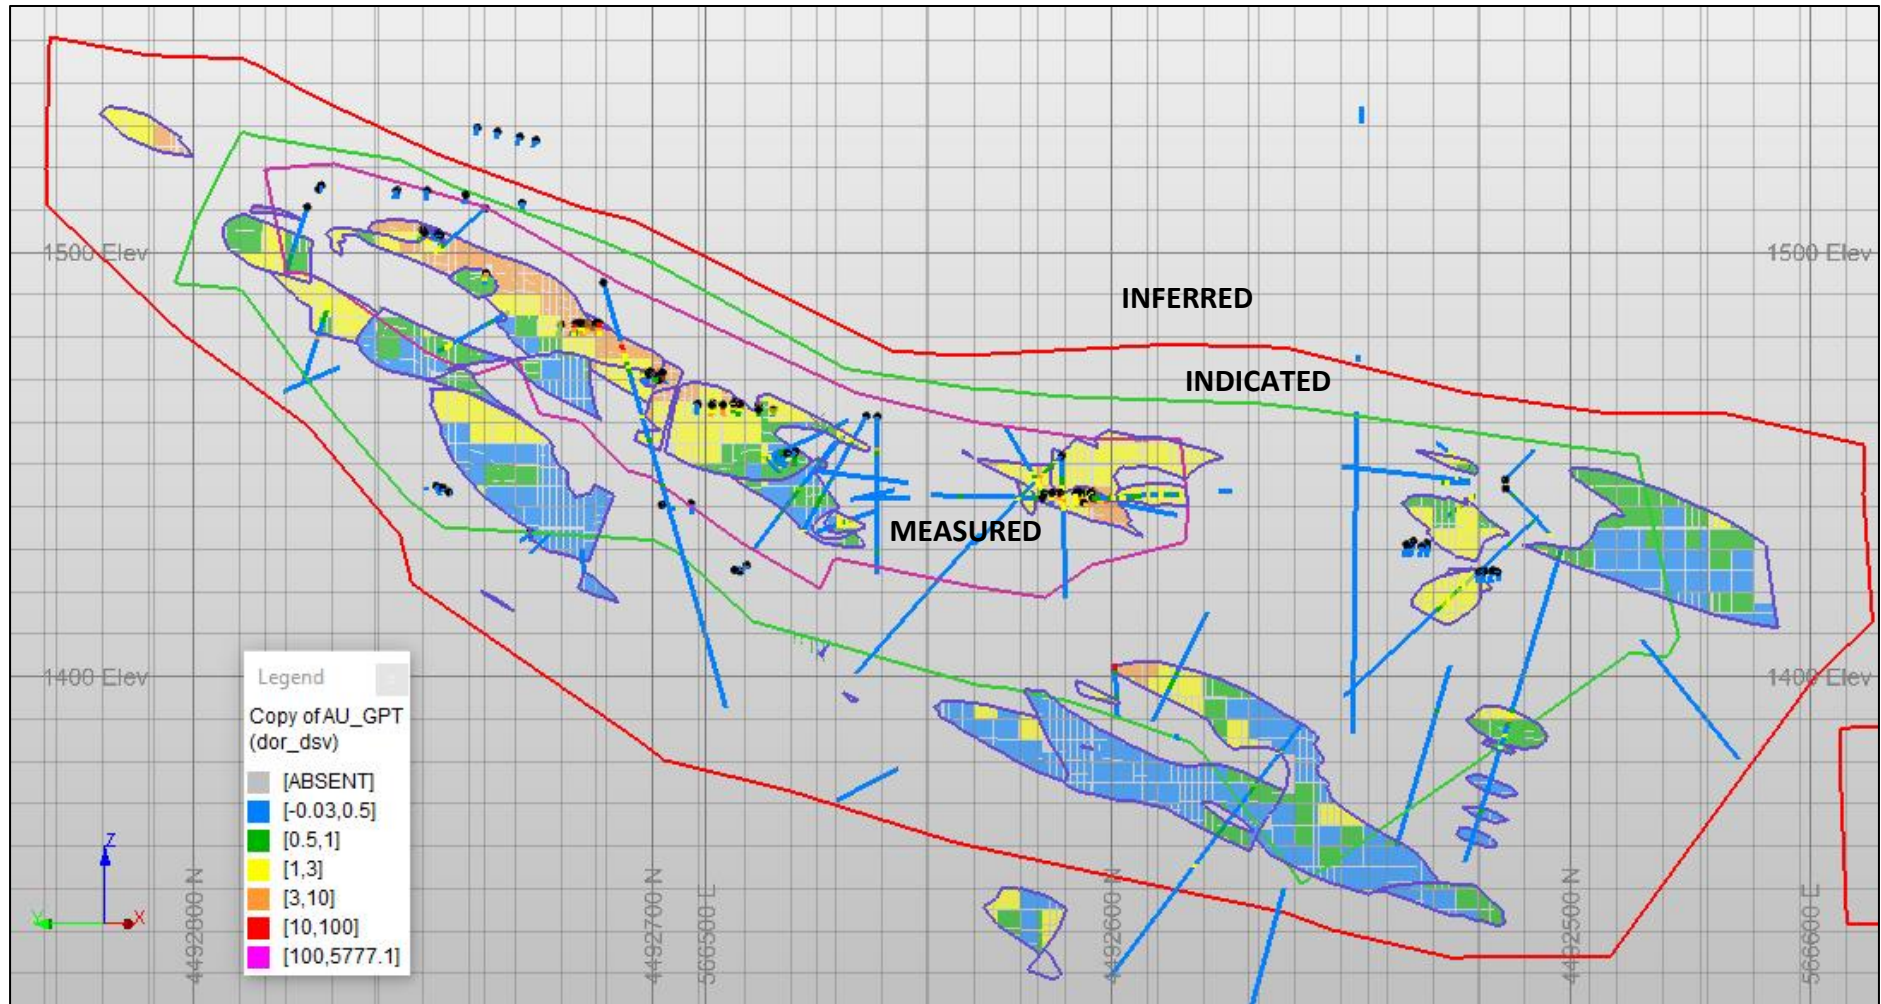 INFERRED
1500 Elev
1500 Elev
INDICATED
MEASURED
1400 Elev
1400 Elev
Legend
Copy of AU_GPT
(dor_dsv)
[ABSENT]
[-0.03,0.5]
[0.5,1]
[1,3]
[3,10]
[10,100]
[100,5777.1]
Z
Y
X
4492800 N
4492700 N
566500 E
4492600 N
4492500 N
566600 E